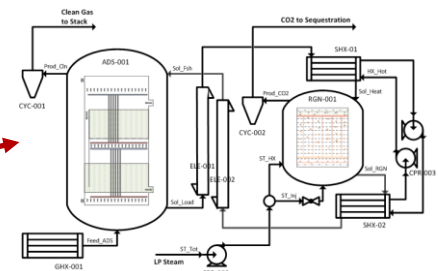 Clean Gas
to Stack
CO2 to Sequestration
SHX-01
Prod_Cln
ADS-001
Sol_Fsh
HX_Hot
Sol_Heat
Prod_CO2
RGN-001
CYC-001
CYC-002
CPR-003
ELE-001
ELE-002
ST_HX
Sol_RGN
Sol_Load
ST_Inj
SHX-02
Feed_ADS
GHX-001
ST_Tot
LP Steam